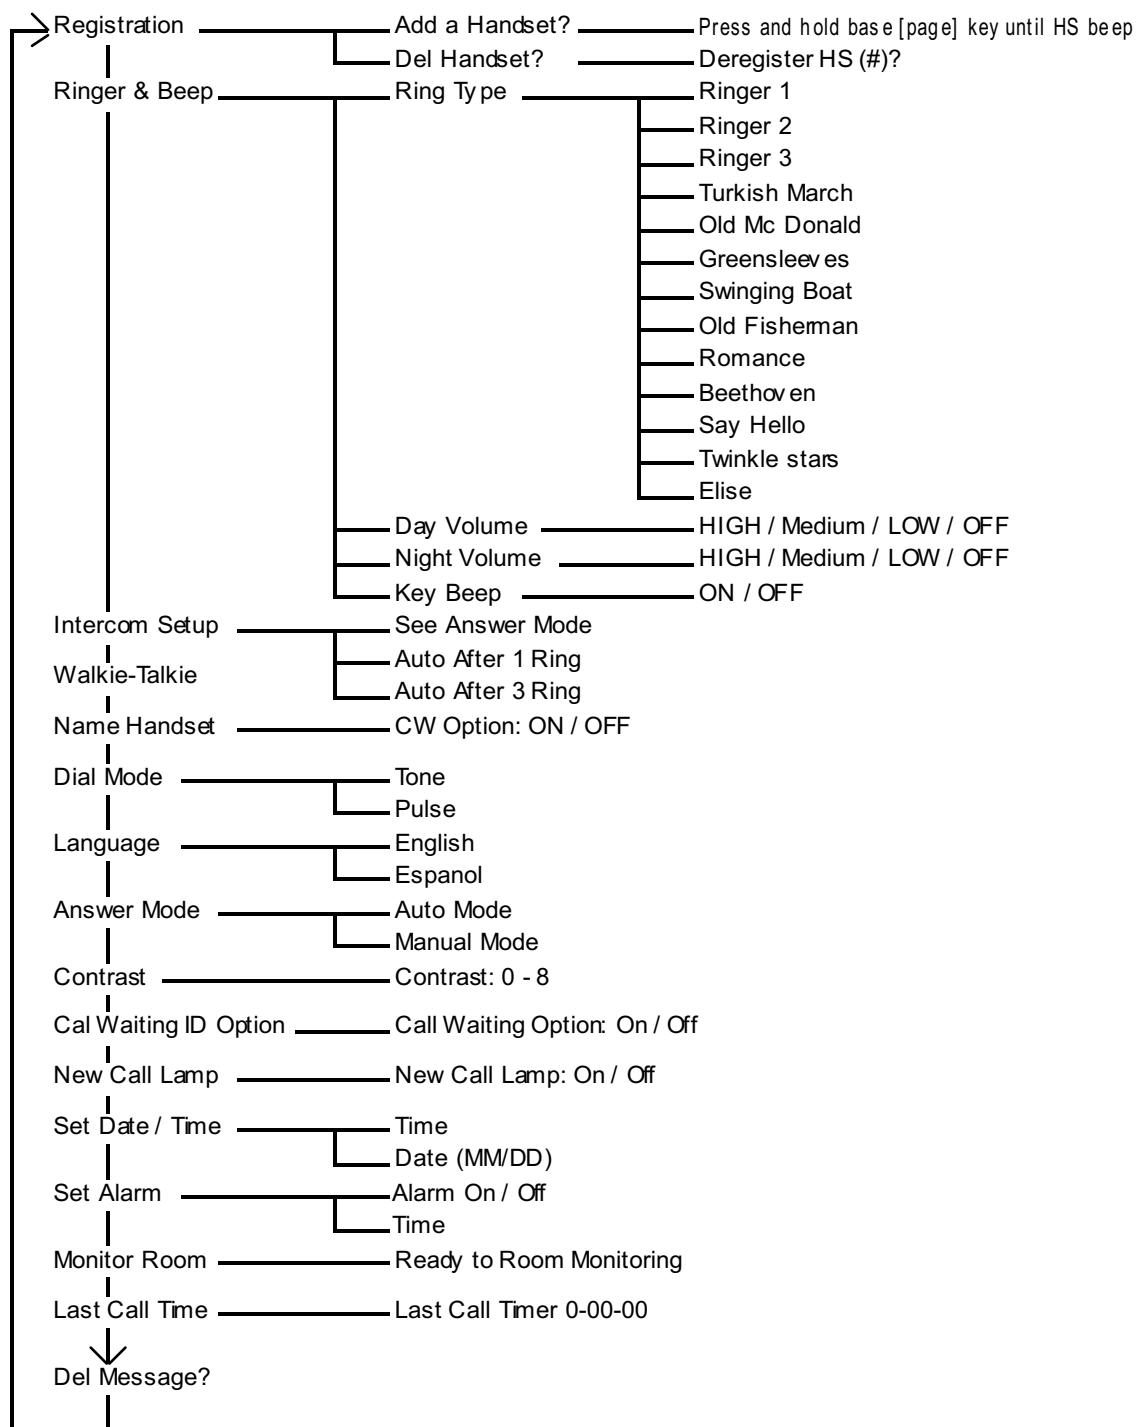 Registration Add a Handset? Press and hold base [page] key until HS beep
Del Handset? Deregister HS (#)?
Ringer & Beep Ring Type Ringer 1
Ringer 2
Ringer 3
Turkish March
Old Mc Donald
Greensleeves
Swinging Boat
Old Fisherman
Romance
Beethoven
Say Hello
Twinkle stars
Elise
Day Volume HIGH / Medium / LOW / OFF
Night Volume HIGH / Medium / LOW / OFF
Key Beep ON / OFF
Intercom Setup See Answer Mode
Auto After 1 Ring
Walkie-Talkie
Auto After 3 Ring
Name Handset CW Option: ON / OFF
Dial Mode Tone
Pulse
Language English
Espanol
Answer Mode Auto Mode
Manual Mode
Contrast Contrast: 0 - 8
Cal Waiting ID Option Call Waiting Option: On / Off
New Call Lamp New Call Lamp: On / Off
Set Date / Time Time
Date (MM/DD)
Set Alarm Alarm On / Off
Time
Monitor Room Ready to Room Monitoring
Last Call Time Last Call Timer 0-00-00
Del Message?